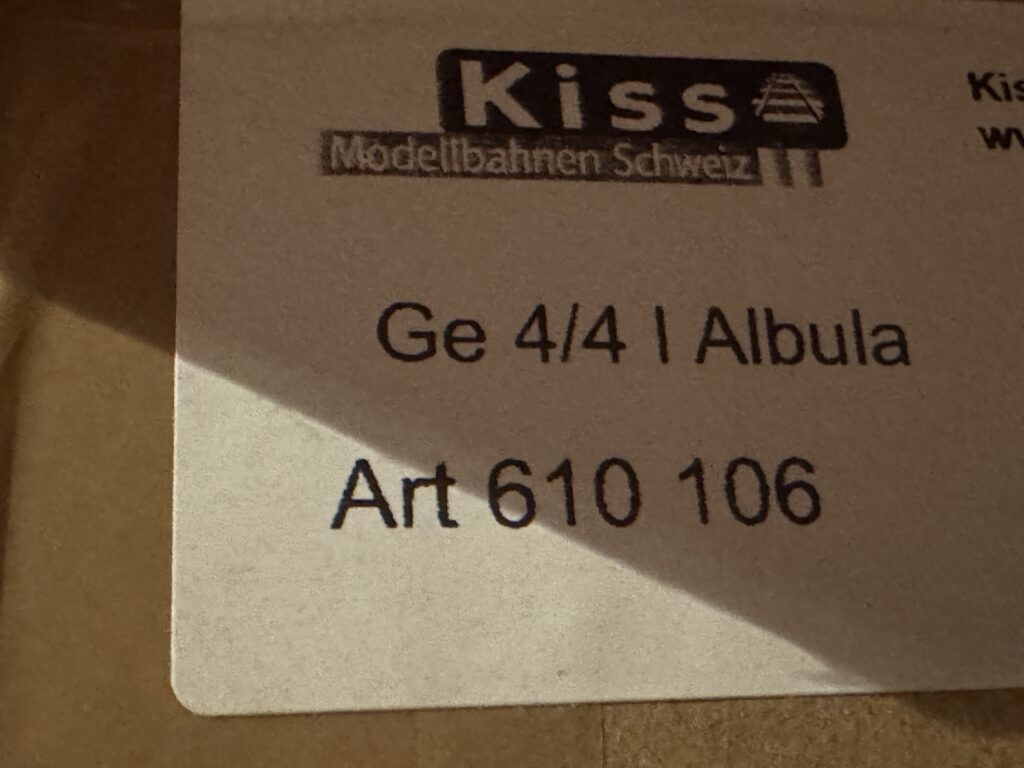 Kiss
Modellbahnen Schweiz
Ge 4/4 I Albula
Art 610 106